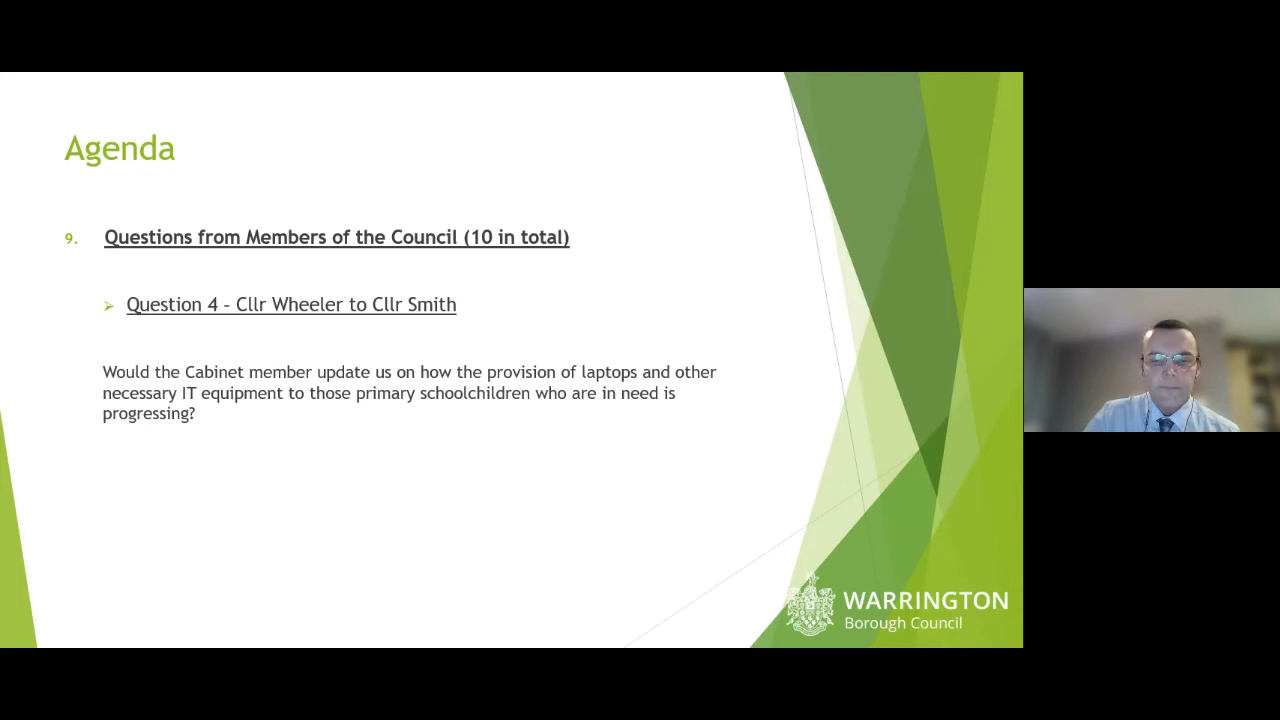 Agenda
9. Questions from Members of the Council (10 in total)
➢ Question 4 - Cllr Wheeler to Cllr Smith
Would the Cabinet member update us on how the provision of laptops and other
necessary IT equipment to those primary schoolchildren who are in need is
progressing?
WARRINGTON
Borough Council